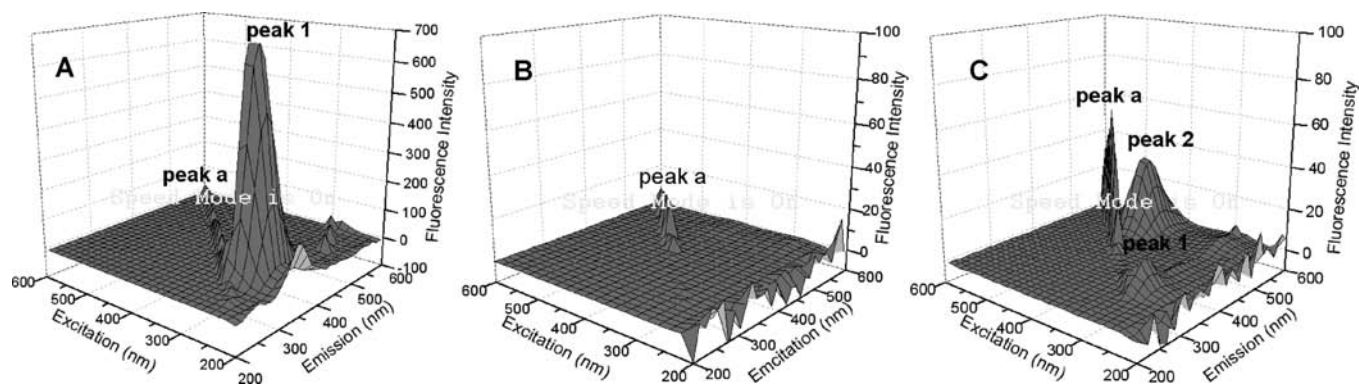 A
peak 1
peak a
Speed Mode is On
700
600
500
400
300
200
100
0
-100
Fluorescence Intensity
600
500
400
300
200
Excitation (nm)
200
300
400
500
600
Emission (nm)
B
peak a
Speed Mode is On
100
80
60
40
20
0
Fluorescence Intensity
600
500
400
300
200
Excitation (nm)
200
300
400
500
600
Emcitation (nm)
C
peak a
peak 2
peak 1
Speed Mode is On
100
80
60
40
20
0
Fluorescence Intensity
600
500
400
300
200
Excitation (nm)
200
300
400
500
600
Emission (nm)